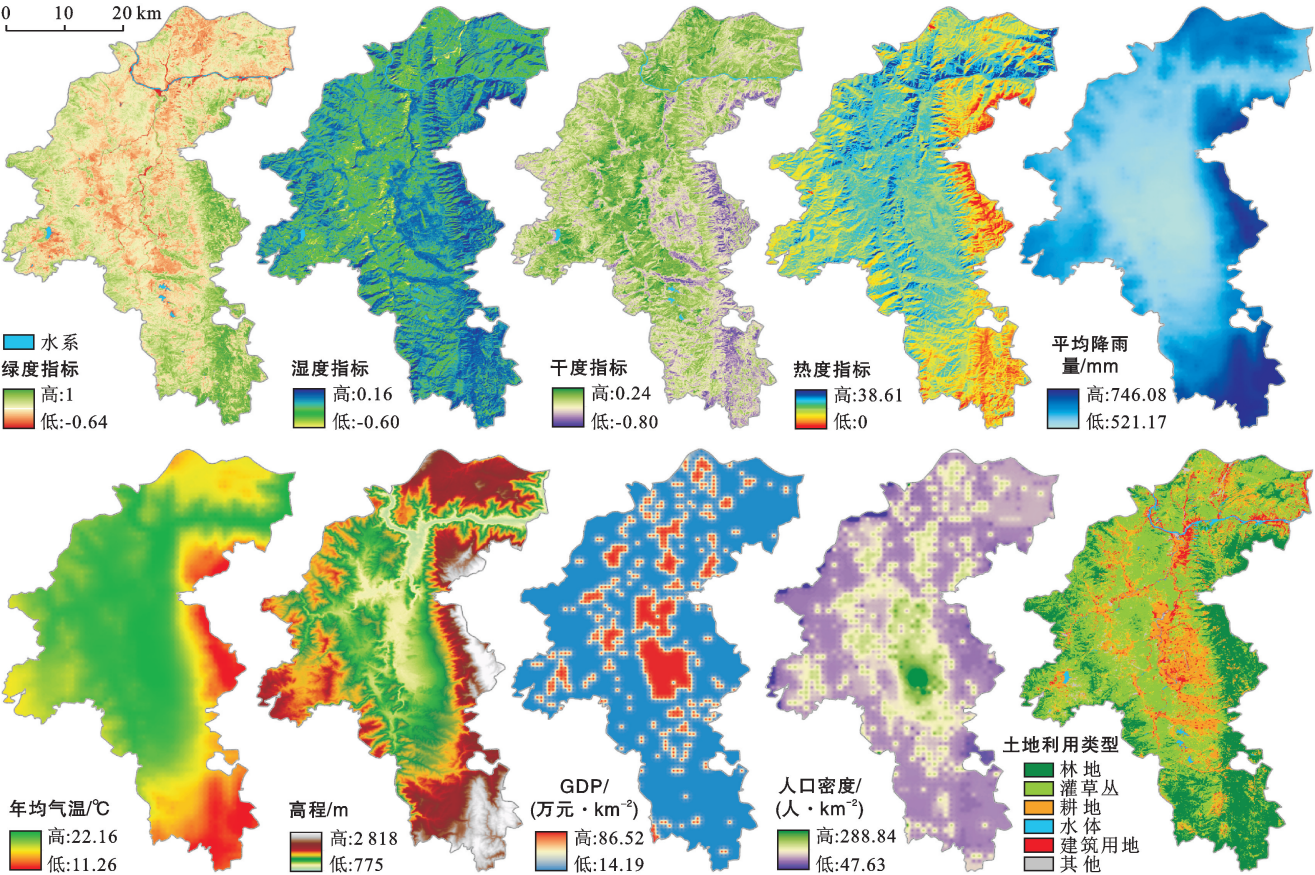 0 10 20 km
水系
绿度指标
高:1
低:-0.64
湿度指标
高:0.16
低:-0.60
干度指标
高:0.24
低:-0.80
热度指标
高:38.61
低:0
平均降雨
量/mm
高:746.08
低:521.17
年均气温/℃
高:22.16
低:11.26
高程/m
高:2 818
低:775
GDP/
(万元·km⁻²)
高:86.52
低:14.19
人口密度/
(人·km⁻²)
高:288.84
低:47.63
土地利用类型
林地
灌草丛
耕地
水体
建筑用地
其他